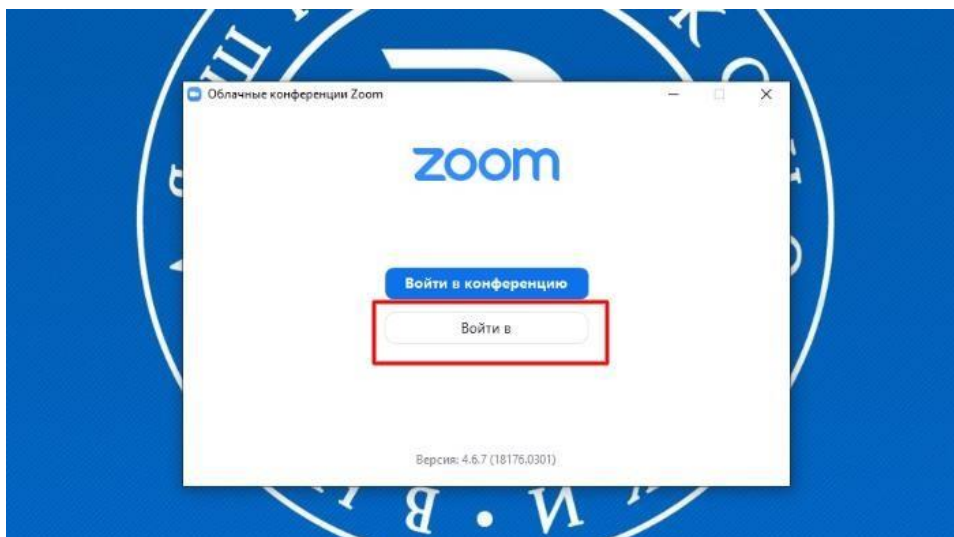 Облачные конференции Zoom
zoom
Войти в конференцию
Войти в
Версия: 4.6.7 (18176.0301)